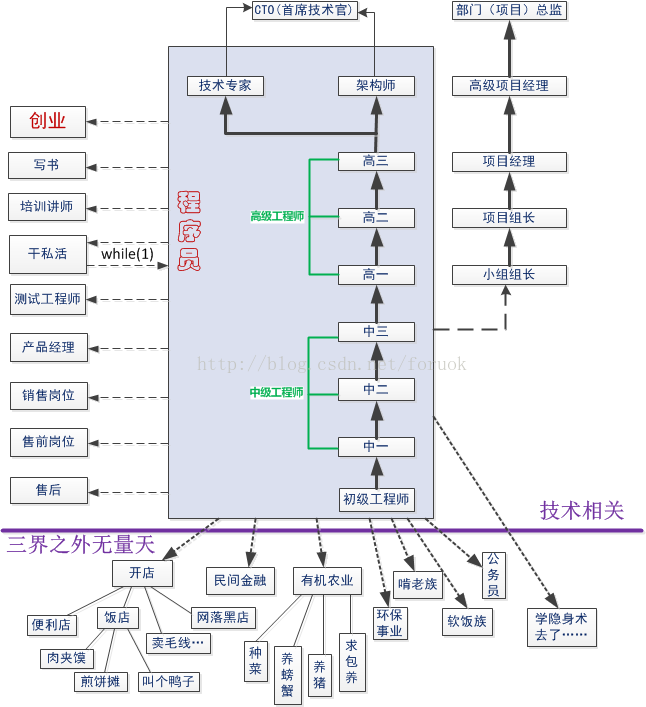 CTO(首席技术官)
部门（项目）总监
技术专家
架构师
高级项目经理
创业
写书
培训讲师
干私活
while(1)
测试工程师
产品经理
销售岗位
售前岗位
售后
程序员
高级工程师
高三
高二
高一
中级工程师
中三
中二
中一
初级工程师
项目经理
项目组长
小组组长
http://blog.csdn.net/foruok
技术相关
三界之外无量天
开店
民间金融
有机农业
啃老族
公务员
便利店
饭店
网落黑店
卖毛线…
肉夹馍
煎饼摊
叫个鸭子
种菜
养螃蟹
养猪
求包养
环保
事业
软饭族
学隐身术
去了……